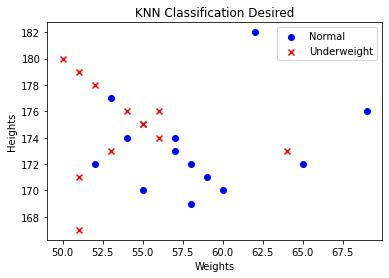 KNN Classification Desired
Normal
Underweight
Heights
182
180
178
176
174
172
170
168
50.0 52.5 55.0 57.5 60.0 62.5 65.0 67.5
Weights